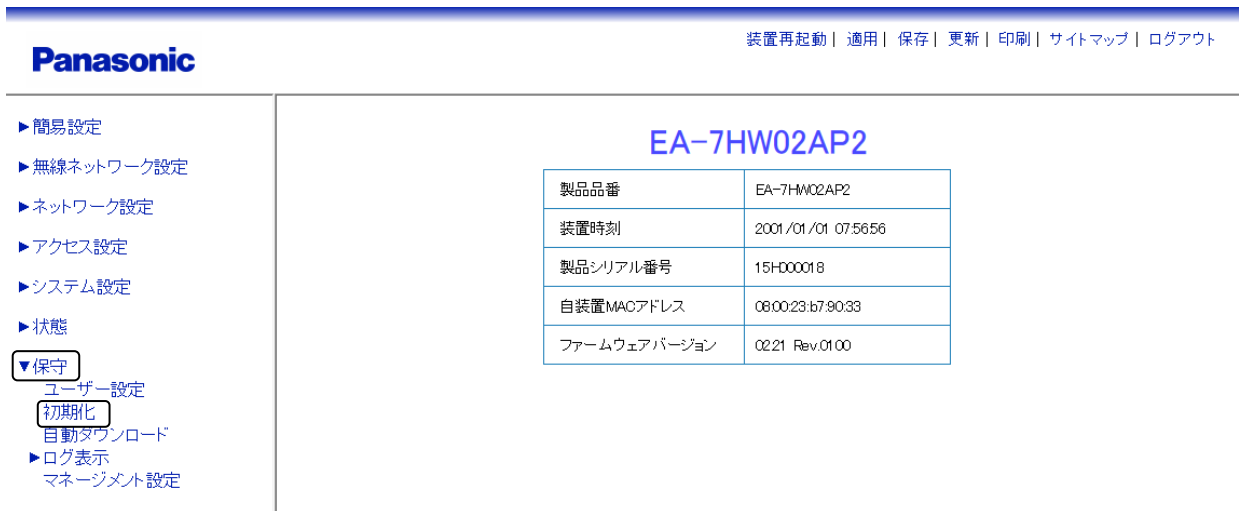 Panasonic
装置再起動| 適用| 保存| 更新| 印刷| サイトマップ| ログアウト
▶簡易設定
▶無線ネットワーク設定
▶ネットワーク設定
▶アクセス設定
▶システム設定
▶状態
▼保守
ユーザー設定
初期化
自動ダウンロード
▶ログ表示
マネージメント設定
EA-7HW02AP2
製品品番 EA-7HW02AP2
装置時刻 2001/01/01 07:56:56
製品シリアル番号 15H000018
自装置MACアドレス 08:00:23:b7:90:33
ファームウェアバージョン 02.21 Rev.01.00